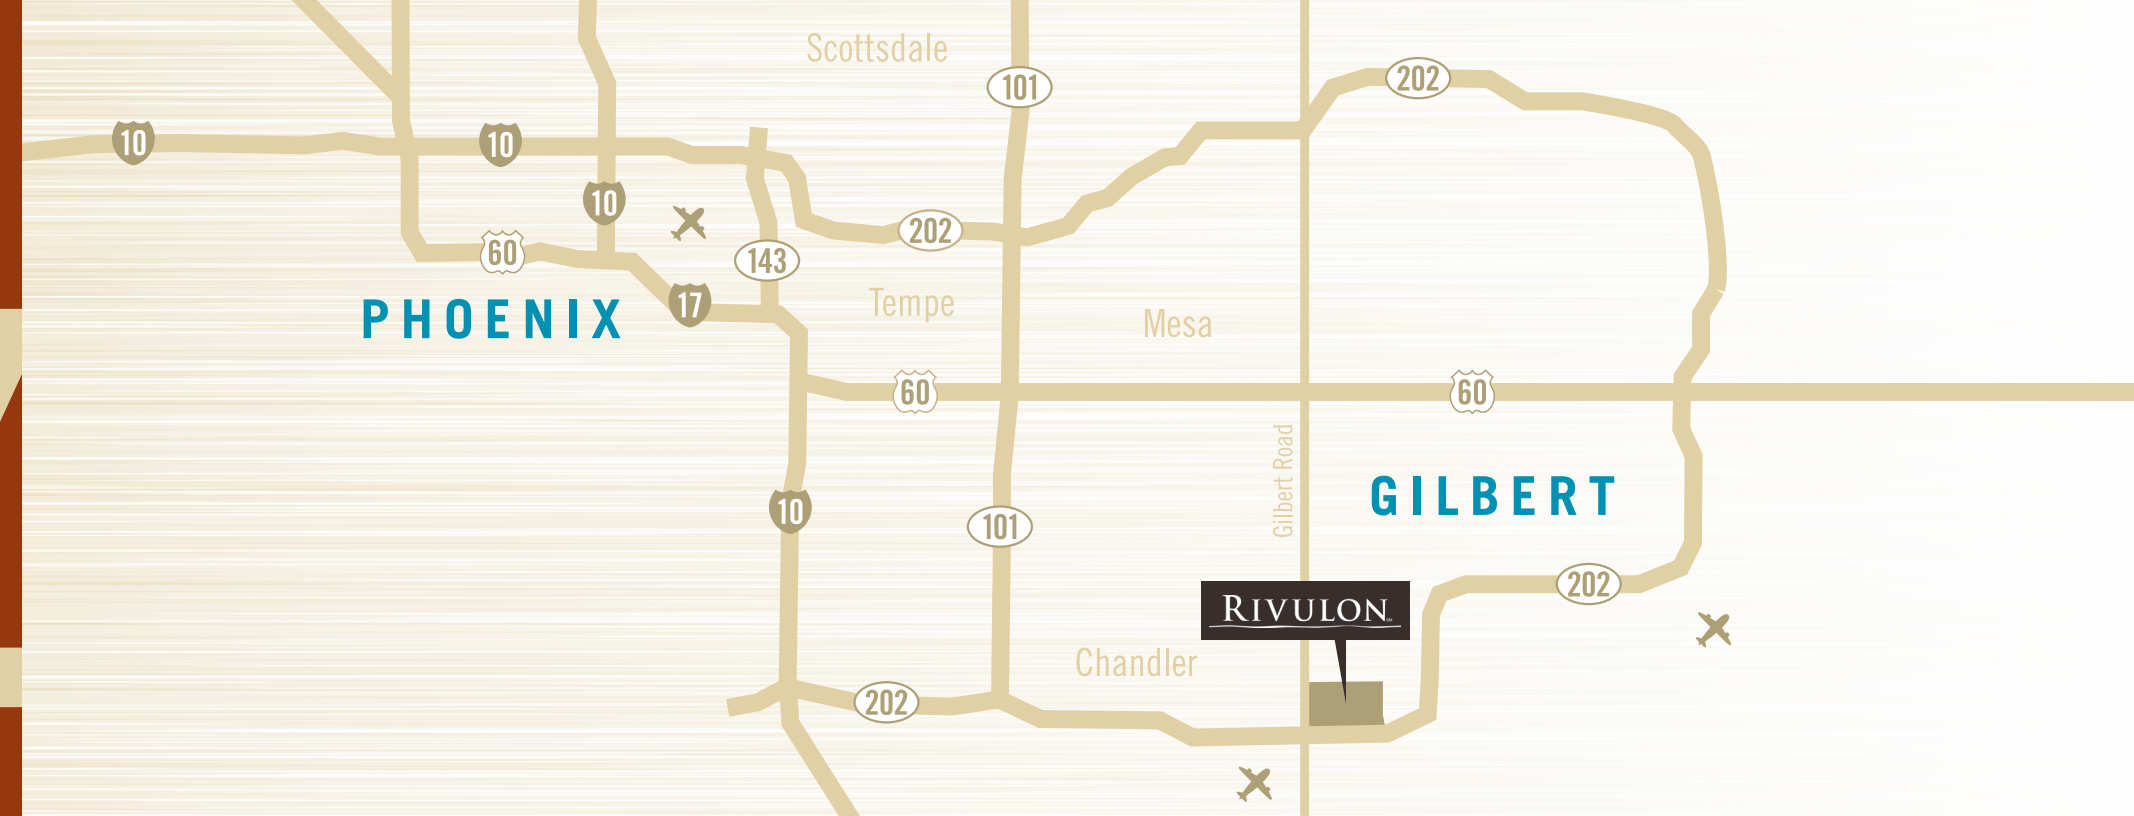 Scottsdale
101
202
10
10
10
202
60
143
17
PHOENIX
Tempe
Mesa
60
60
Gilbert Road
GILBERT
10
101
202
RIVULON
Chandler
202